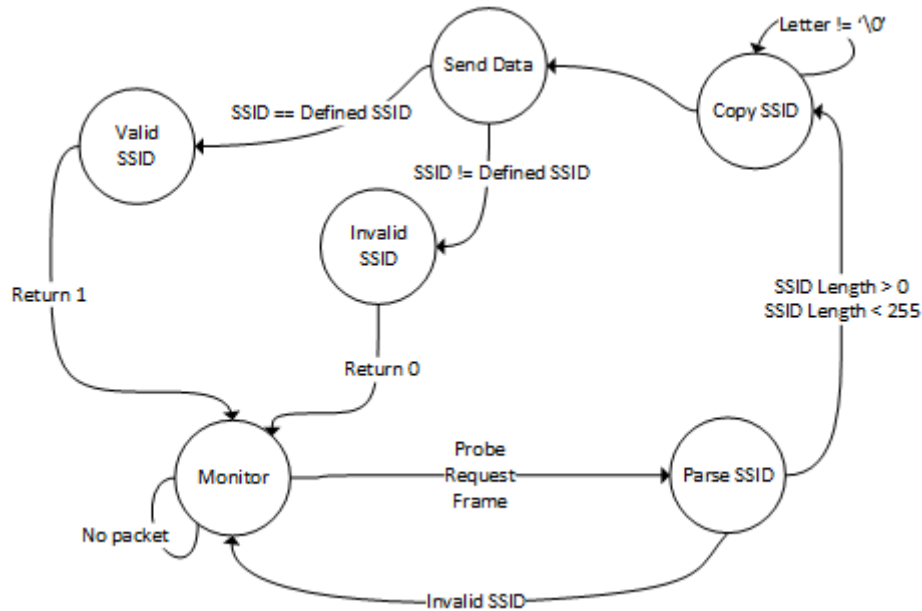 Letter != '\0'
Send Data
Copy SSID
SSID == Defined SSID
Valid
SSID
SSID != Defined SSID
Invalid
SSID
Return 1
SSID Length > 0
SSID Length < 255
Return 0
Monitor
Probe
Request
Frame
Parse SSID
No packet
Invalid SSID